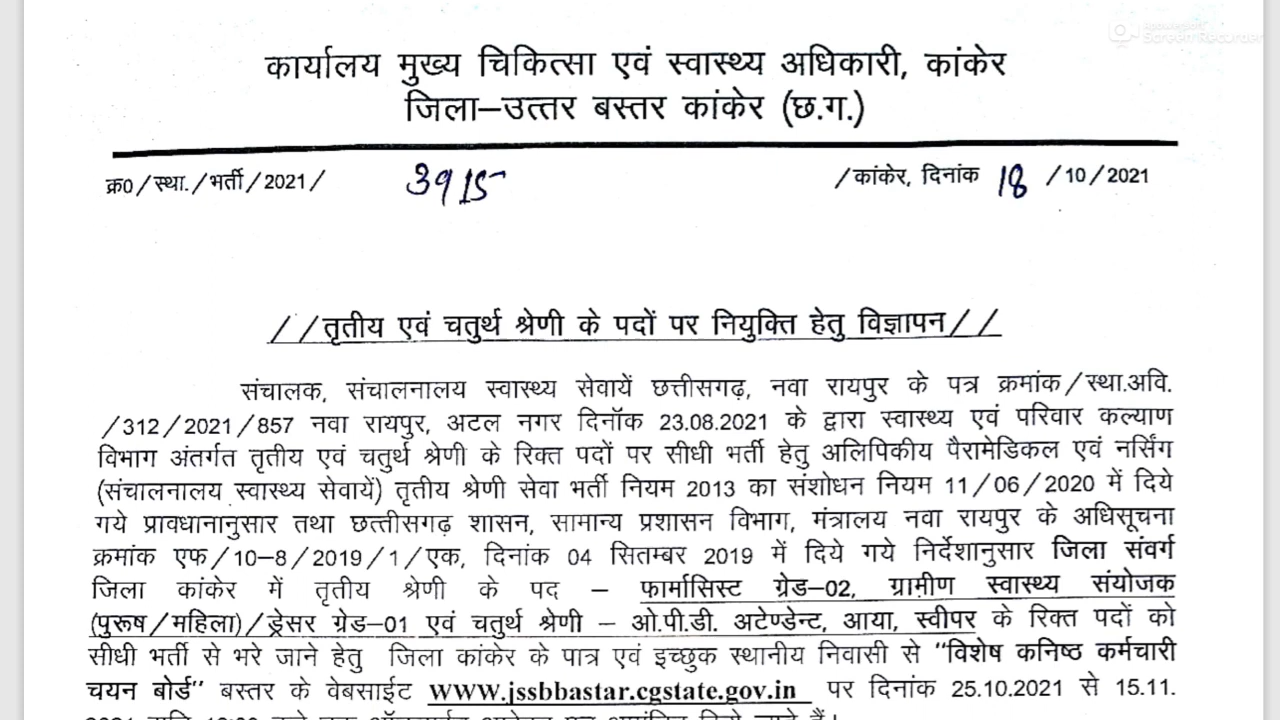 कार्यालय मुख्य चिकित्सा एवं स्वास्थ्य अधिकारी, कांकेर
जिला–उत्तर बस्तर कांकेर (छ.ग.)
क्र0/स्था./भर्ती/2021/ 3915 /कांकेर, दिनांक 18 /10/2021
//तृतीय एवं चतुर्थ श्रेणी के पदों पर नियुक्ति हेतु विज्ञापन//
संचालक, संचालनालय स्वास्थ्य सेवायें छत्तीसगढ़, नवा रायपुर के पत्र क्रमांक/स्था.अवि.
/312/2021/857 नवा रायपुर, अटल नगर दिनॉक 23.08.2021 के द्वारा स्वास्थ्य एवं परिवार कल्याण
विभाग अंतर्गत तृतीय एवं चतुर्थ श्रेणी के रिक्त पदों पर सीधी भर्ती हेतु अलिपिकीय पैरामेडिकल एवं नर्सिंग
(संचालनालय स्वास्थ्य सेवायें) तृतीय श्रेणी सेवा भर्ती नियम 2013 का संशोधन नियम 11/06/2020 में दिये
गये प्रावधानानुसार तथा छत्तीसगढ़ शासन, सामान्य प्रशासन विभाग, मंत्रालय नवा रायपुर के अधिसूचना
क्रमांक एफ/10–8/2019/1/एक, दिनांक 04 सितम्बर 2019 में दिये गये निर्देशानुसार जिला संवर्ग
जिला कांकेर में तृतीय श्रेणी के पद – फार्मासिस्ट ग्रेड–02, ग्रामीण स्वास्थ्य संयोजक
(पुरूष/महिला)/ड्रेसर ग्रेड–01 एवं चतुर्थ श्रेणी – ओ.पी.डी. अटेण्डेन्ट, आया, स्वीपर के रिक्त पदों को
सीधी भर्ती से भरे जाने हेतु जिला कांकेर के पात्र एवं इच्छुक स्थानीय निवासी से "विशेष कनिष्ठ कर्मचारी
चयन बोर्ड" बस्तर के वेबसाईट www.jssbbastar.cgstate.gov.in पर दिनांक 25.10.2021 से 15.11.
Screen Recorder